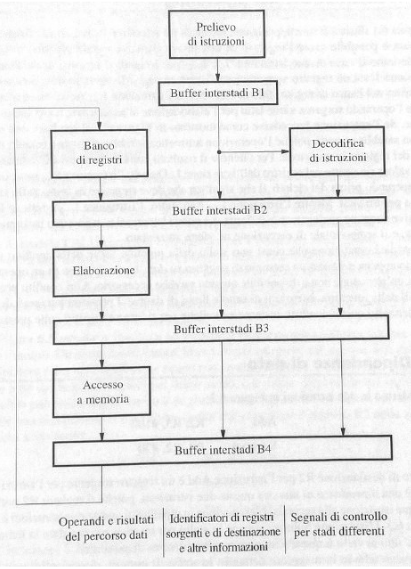 Prelievo
di istruzioni
Buffer interstadi B1
Banco
di registri
Decodifica
di istruzioni
Buffer interstadi B2
Elaborazione
Buffer interstadi B3
Accesso
a memoria
Buffer interstadi B4
Operandi e risultati
del percorso dati
Identificatori di registri
sorgenti e di destinazione
e altre informazioni
Segnali di controllo
per stadi differenti